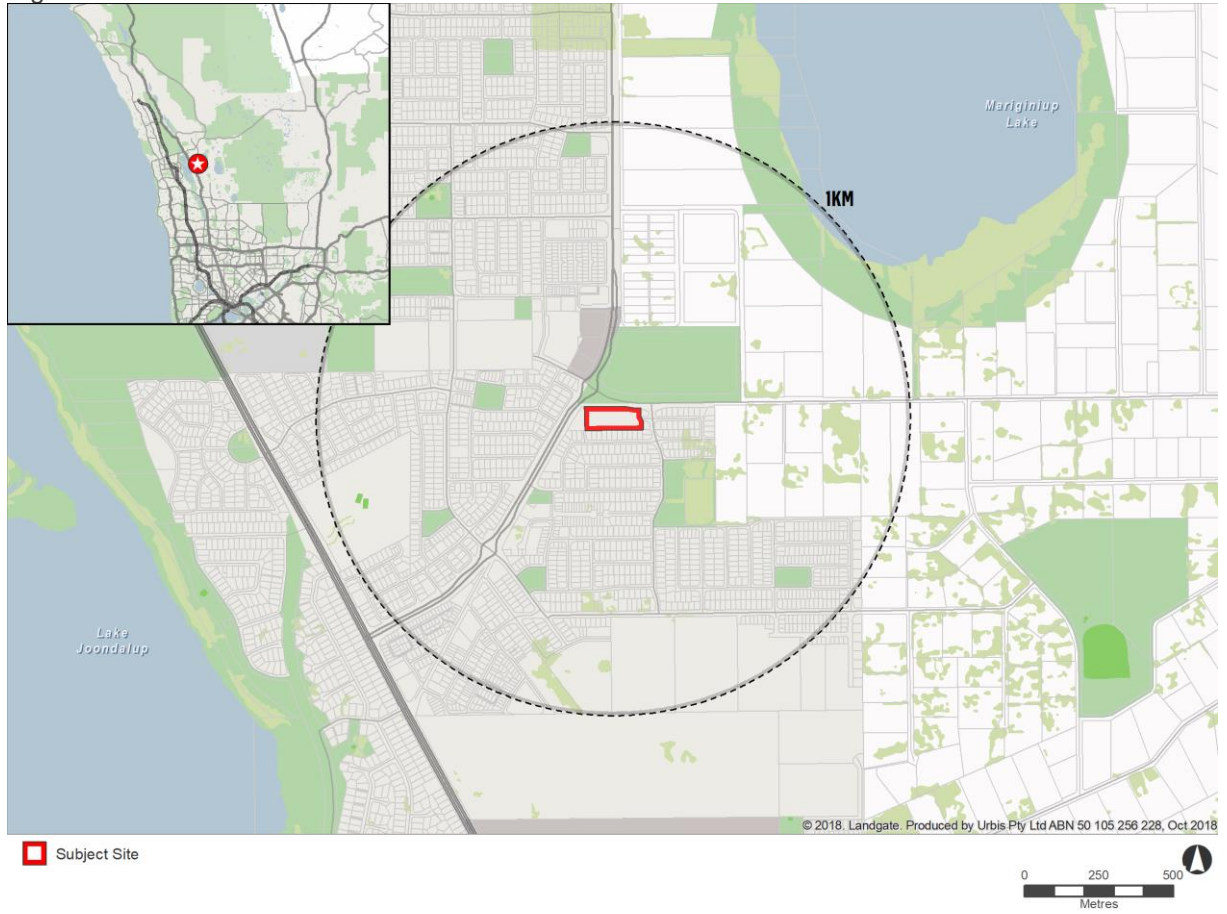 Mariginiup
Lake
1KM
Lake
Joondalup
© 2018. Landgate. Produced by Urbis Pty Ltd ABN 50 105 256 228, Oct 2018
Subject Site
0 250 500
Metres